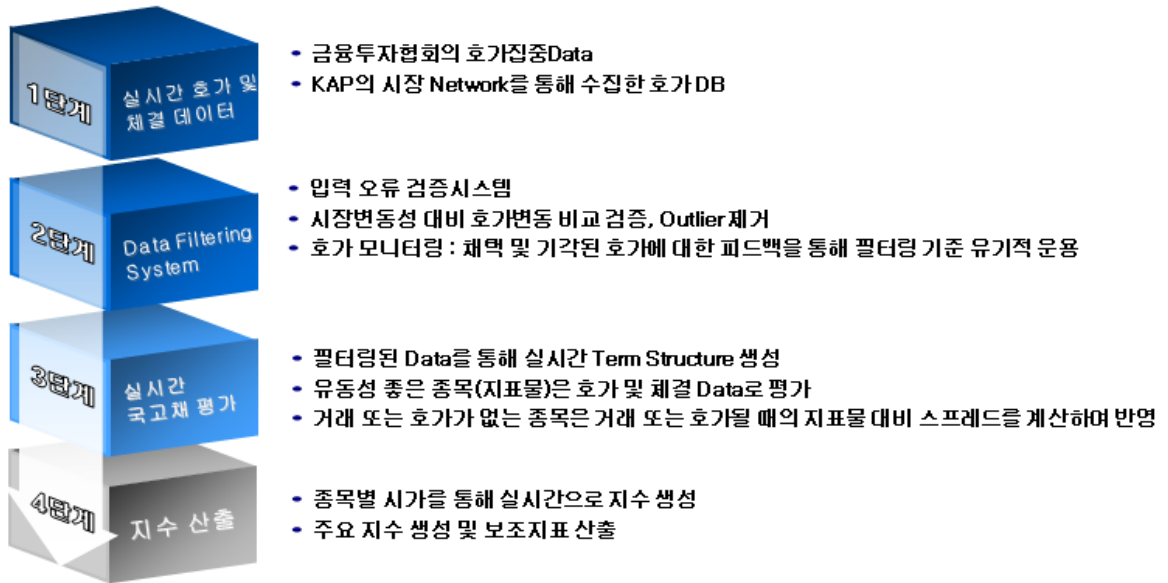 1단계
실시간 호가 및
체결 데이터
• 금융투자협회의 호가집중Data
• KAP의 시장 Network를 통해 수집한 호가 DB
2단계
Data Filtering
System
• 입력 오류 검증시스템
• 시장변동성 대비 호가변동 비교 검증, Outlier 제거
• 호가 모니터링 : 채택 및 기각된 호가에 대한 피드백을 통해 필터링 기준 유기적 운용
3단계
실시간
국고채 평가
• 필터링된 Data를 통해 실시간 Term Structure 생성
• 유동성 좋은 종목(지표물)은 호가 및 체결 Data로 평가
• 거래 또는 호가가 없는 종목은 거래 또는 호가될 때의 지표물 대비 스프레드를 계산하여 반영
4단계
지수 산출
• 종목별 시가를 통해 실시간으로 지수 생성
• 주요 지수 생성 및 보조지표 산출